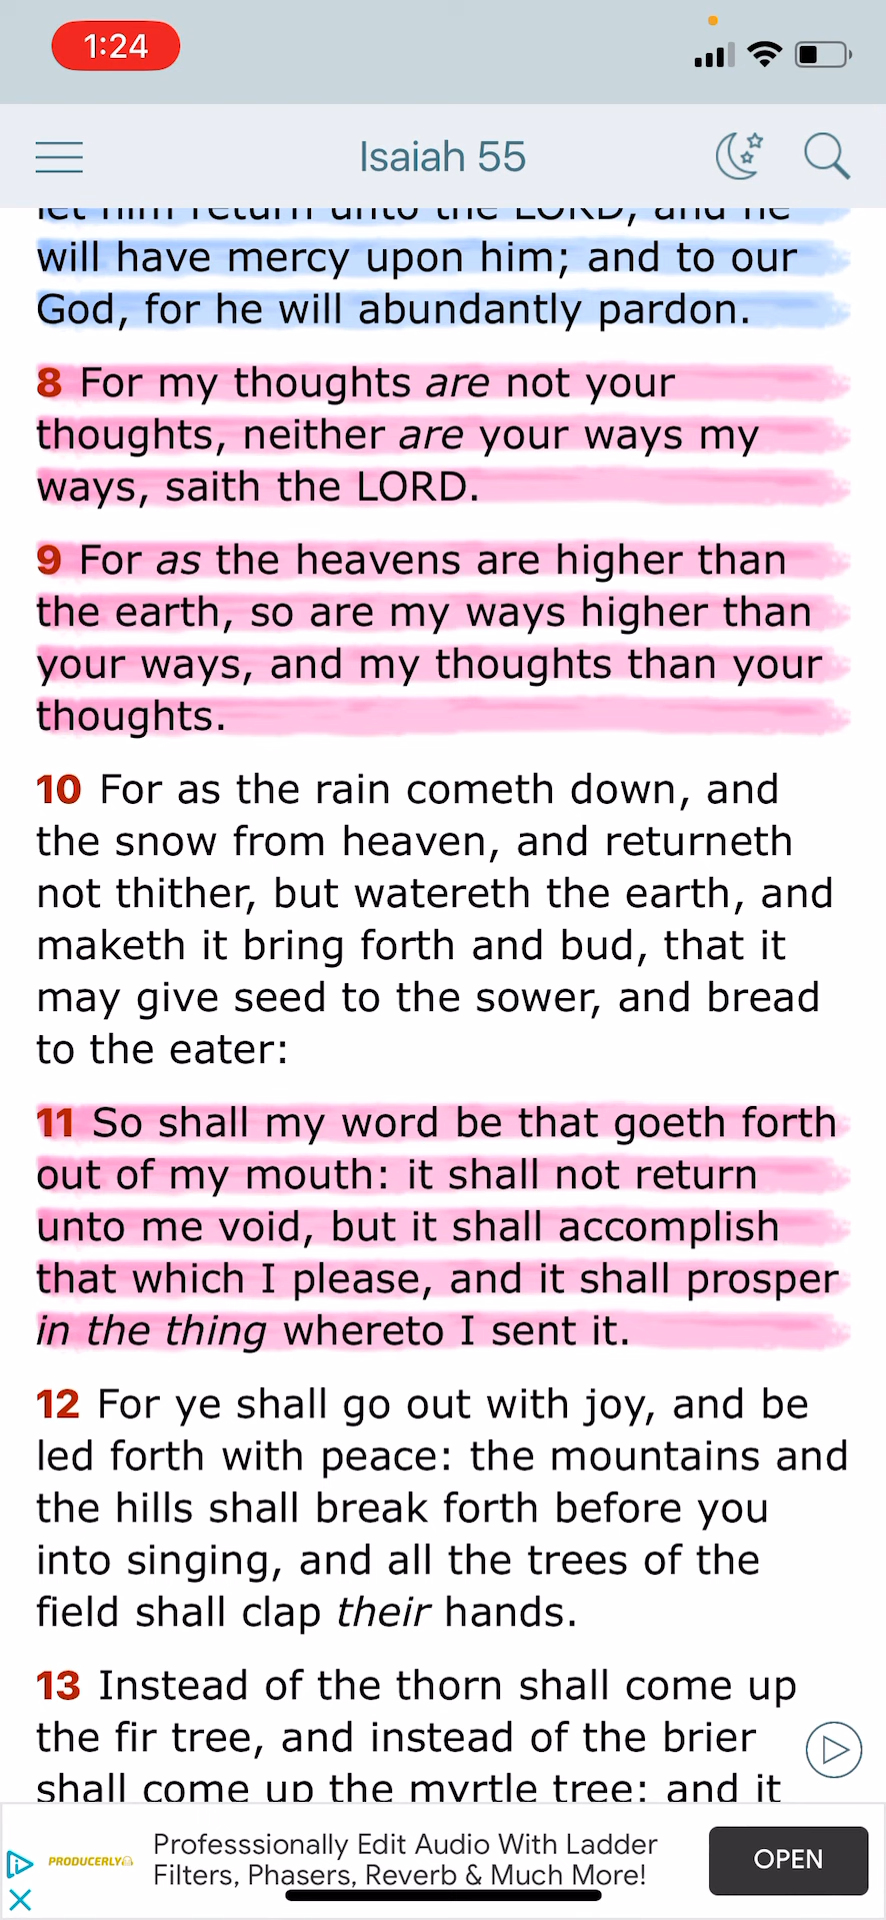 1:24
Isaiah 55
let him return unto the LORD, and he
will have mercy upon him; and to our
God, for he will abundantly pardon.
8 For my thoughts are not your
thoughts, neither are your ways my
ways, saith the LORD.
9 For as the heavens are higher than
the earth, so are my ways higher than
your ways, and my thoughts than your
thoughts.
10 For as the rain cometh down, and
the snow from heaven, and returneth
not thither, but watereth the earth, and
maketh it bring forth and bud, that it
may give seed to the sower, and bread
to the eater:
11 So shall my word be that goeth forth
out of my mouth: it shall not return
unto me void, but it shall accomplish
that which I please, and it shall prosper
in the thing whereto I sent it.
12 For ye shall go out with joy, and be
led forth with peace: the mountains and
the hills shall break forth before you
into singing, and all the trees of the
field shall clap their hands.
13 Instead of the thorn shall come up
the fir tree, and instead of the brier
shall come up the myrtle tree: and it
PRODUCERLY
Professsionally Edit Audio With Ladder
Filters, Phasers, Reverb & Much More!
OPEN